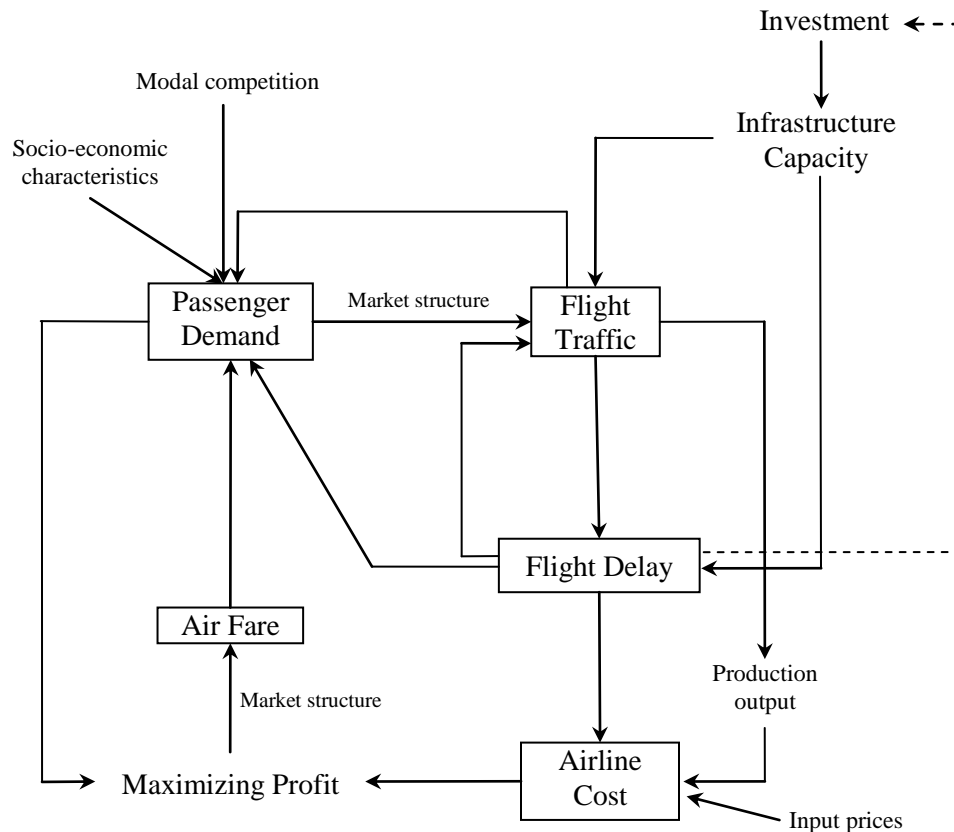 Investment
Modal competition
Infrastructure
Capacity
Socio-economic
characteristics
Passenger
Demand
Market structure
Flight
Traffic
Flight Delay
Air Fare
Production
output
Market structure
Maximizing Profit
Airline
Cost
Input prices